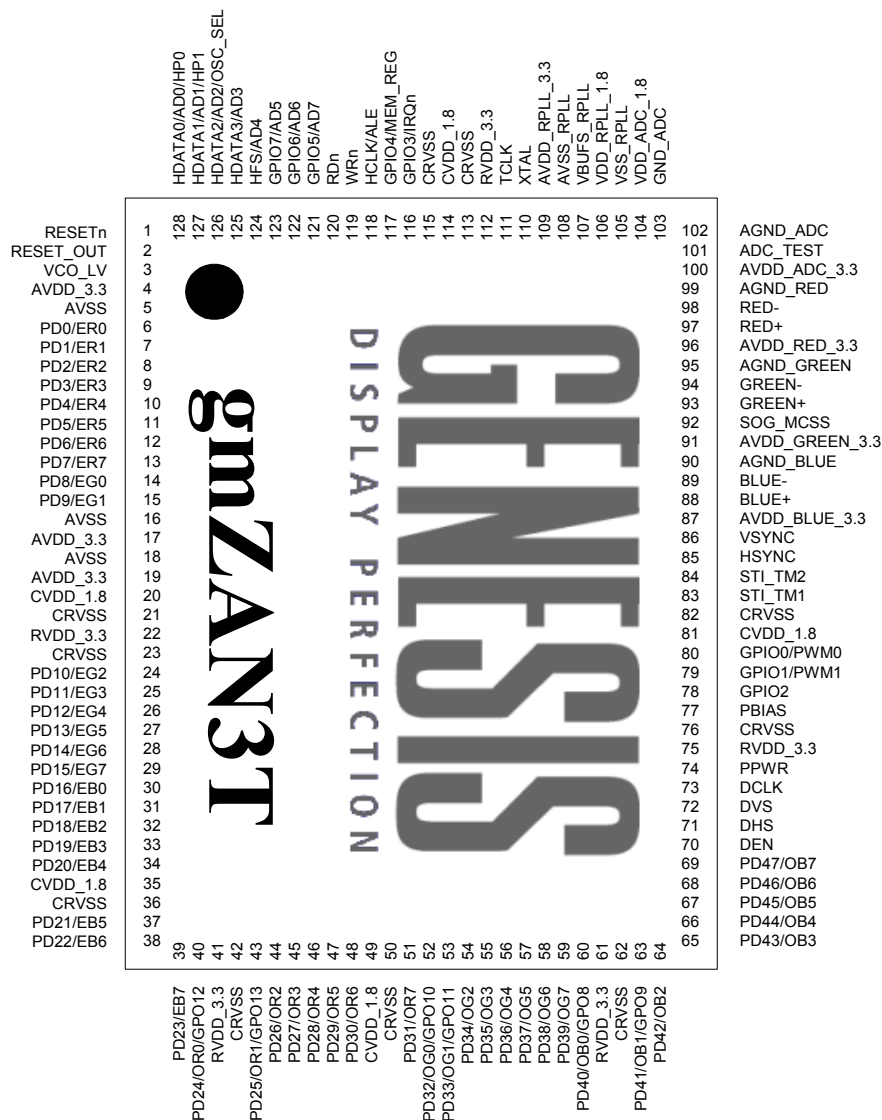 HDATA0/AD0/HP0
HDATA1/AD1/HP1
HDATA2/AD2/OSC_SEL
HDATA3/AD3
HFS/AD4
GPIO7/AD5
GPIO6/AD6
GPIO5/AD7
RDn
WRn
HCLK/ALE
GPIO4/MEM_REG
GPIO3/IRQn
CRVSS
CVDD_1.8
CRVSS
RVDD_3.3
TCLK
XTAL
AVDD_RPLL_3.3
AVSS_RPLL
VBUFS_RPLL
VDD_RPLL_1.8
VSS_RPLL
VDD_ADC_1.8
GND_ADC
128
127
126
125
124
123
122
121
120
119
118
117
116
115
114
113
112
111
110
109
108
107
106
105
104
103
RESETn 1
RESET_OUT 2
VCO_LV 3
AVDD_3.3 4
AVSS 5
PD0/ER0 6
PD1/ER1 7
PD2/ER2 8
PD3/ER3 9
PD4/ER4 10
PD5/ER5 11
PD6/ER6 12
PD7/ER7 13
PD8/EG0 14
PD9/EG1 15
AVSS 16
AVDD_3.3 17
AVSS 18
AVDD_3.3 19
CVDD_1.8 20
CRVSS 21
RVDD_3.3 22
CRVSS 23
PD10/EG2 24
PD11/EG3 25
PD12/EG4 26
PD13/EG5 27
PD14/EG6 28
PD15/EG7 29
PD16/EB0 30
PD17/EB1 31
PD18/EB2 32
PD19/EB3 33
PD20/EB4 34
CVDD_1.8 35
CRVSS 36
PD21/EB5 37
PD22/EB6 38
gmZAN3T
DISPLAY PERFECTION
GENESIS
102 AGND_ADC
101 ADC_TEST
100 AVDD_ADC_3.3
99 AGND_RED
98 RED-
97 RED+
96 AVDD_RED_3.3
95 AGND_GREEN
94 GREEN-
93 GREEN+
92 SOG_MCSS
91 AVDD_GREEN_3.3
90 AGND_BLUE
89 BLUE-
88 BLUE+
87 AVDD_BLUE_3.3
86 VSYNC
85 HSYNC
84 STI_TM2
83 STI_TM1
82 CRVSS
81 CVDD_1.8
80 GPIO0/PWM0
79 GPIO1/PWM1
78 GPIO2
77 PBIAS
76 CRVSS
75 RVDD_3.3
74 PPWR
73 DCLK
72 DVS
71 DHS
70 DEN
69 PD47/OB7
68 PD46/OB6
67 PD45/OB5
66 PD44/OB4
65 PD43/OB3
39
40
41
42
43
44
45
46
47
48
49
50
51
52
53
54
55
56
57
58
59
60
61
62
63
64
PD23/EB7
PD24/OR0/GPO12
RVDD_3.3
CRVSS
PD25/OR1/GPO13
PD26/OR2
PD27/OR3
PD28/OR4
PD29/OR5
PD30/OR6
CVDD_1.8
CRVSS
PD31/OR7
PD32/OG0/GPO10
PD33/OG1/GPO11
PD34/OG2
PD35/OG3
PD36/OG4
PD37/OG5
PD38/OG6
PD39/OG7
PD40/OB0/GPO8
RVDD_3.3
CRVSS
PD41/OB1/GPO9
PD42/OB2